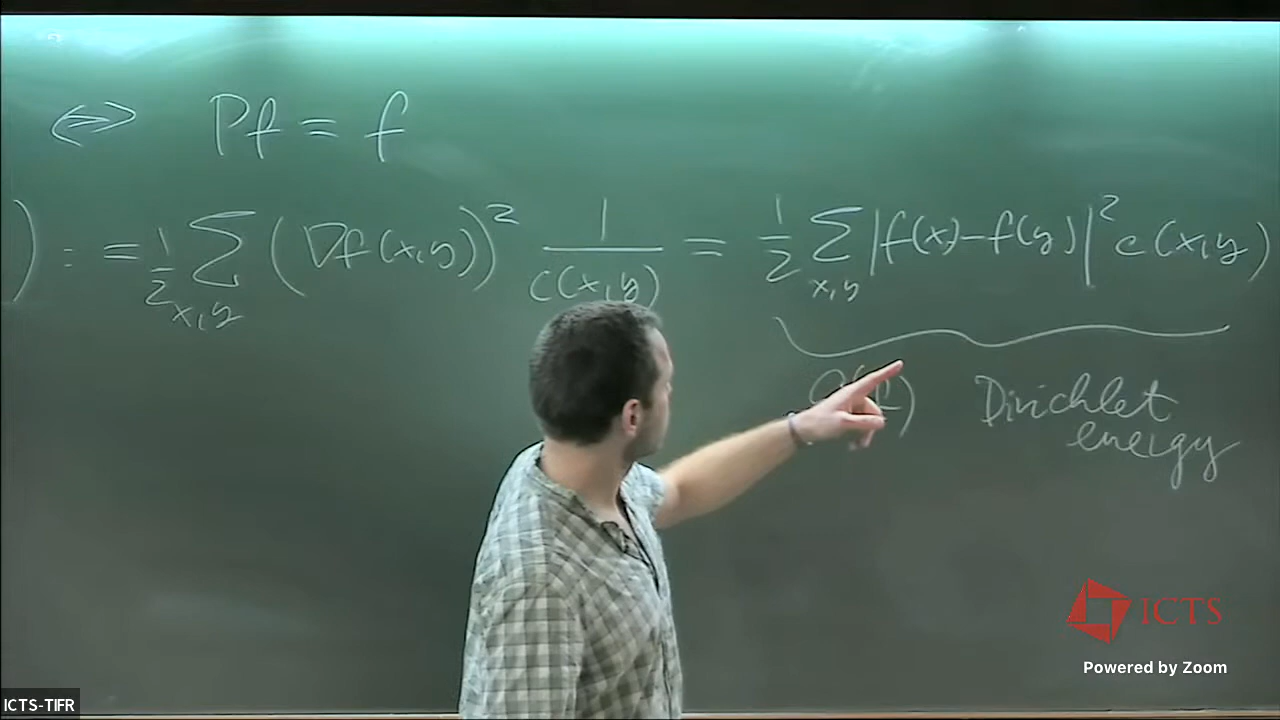 ⟺ Pf = f
) := = 1/2 Σ_{x,y} (∇f(x,y))² 1/c(x,y) = 1/2 Σ_{x,y} |f(x)-f(y)|² c(x,y)
Dirichlet
energy
ICTS
Powered by Zoom
ICTS-TIFR